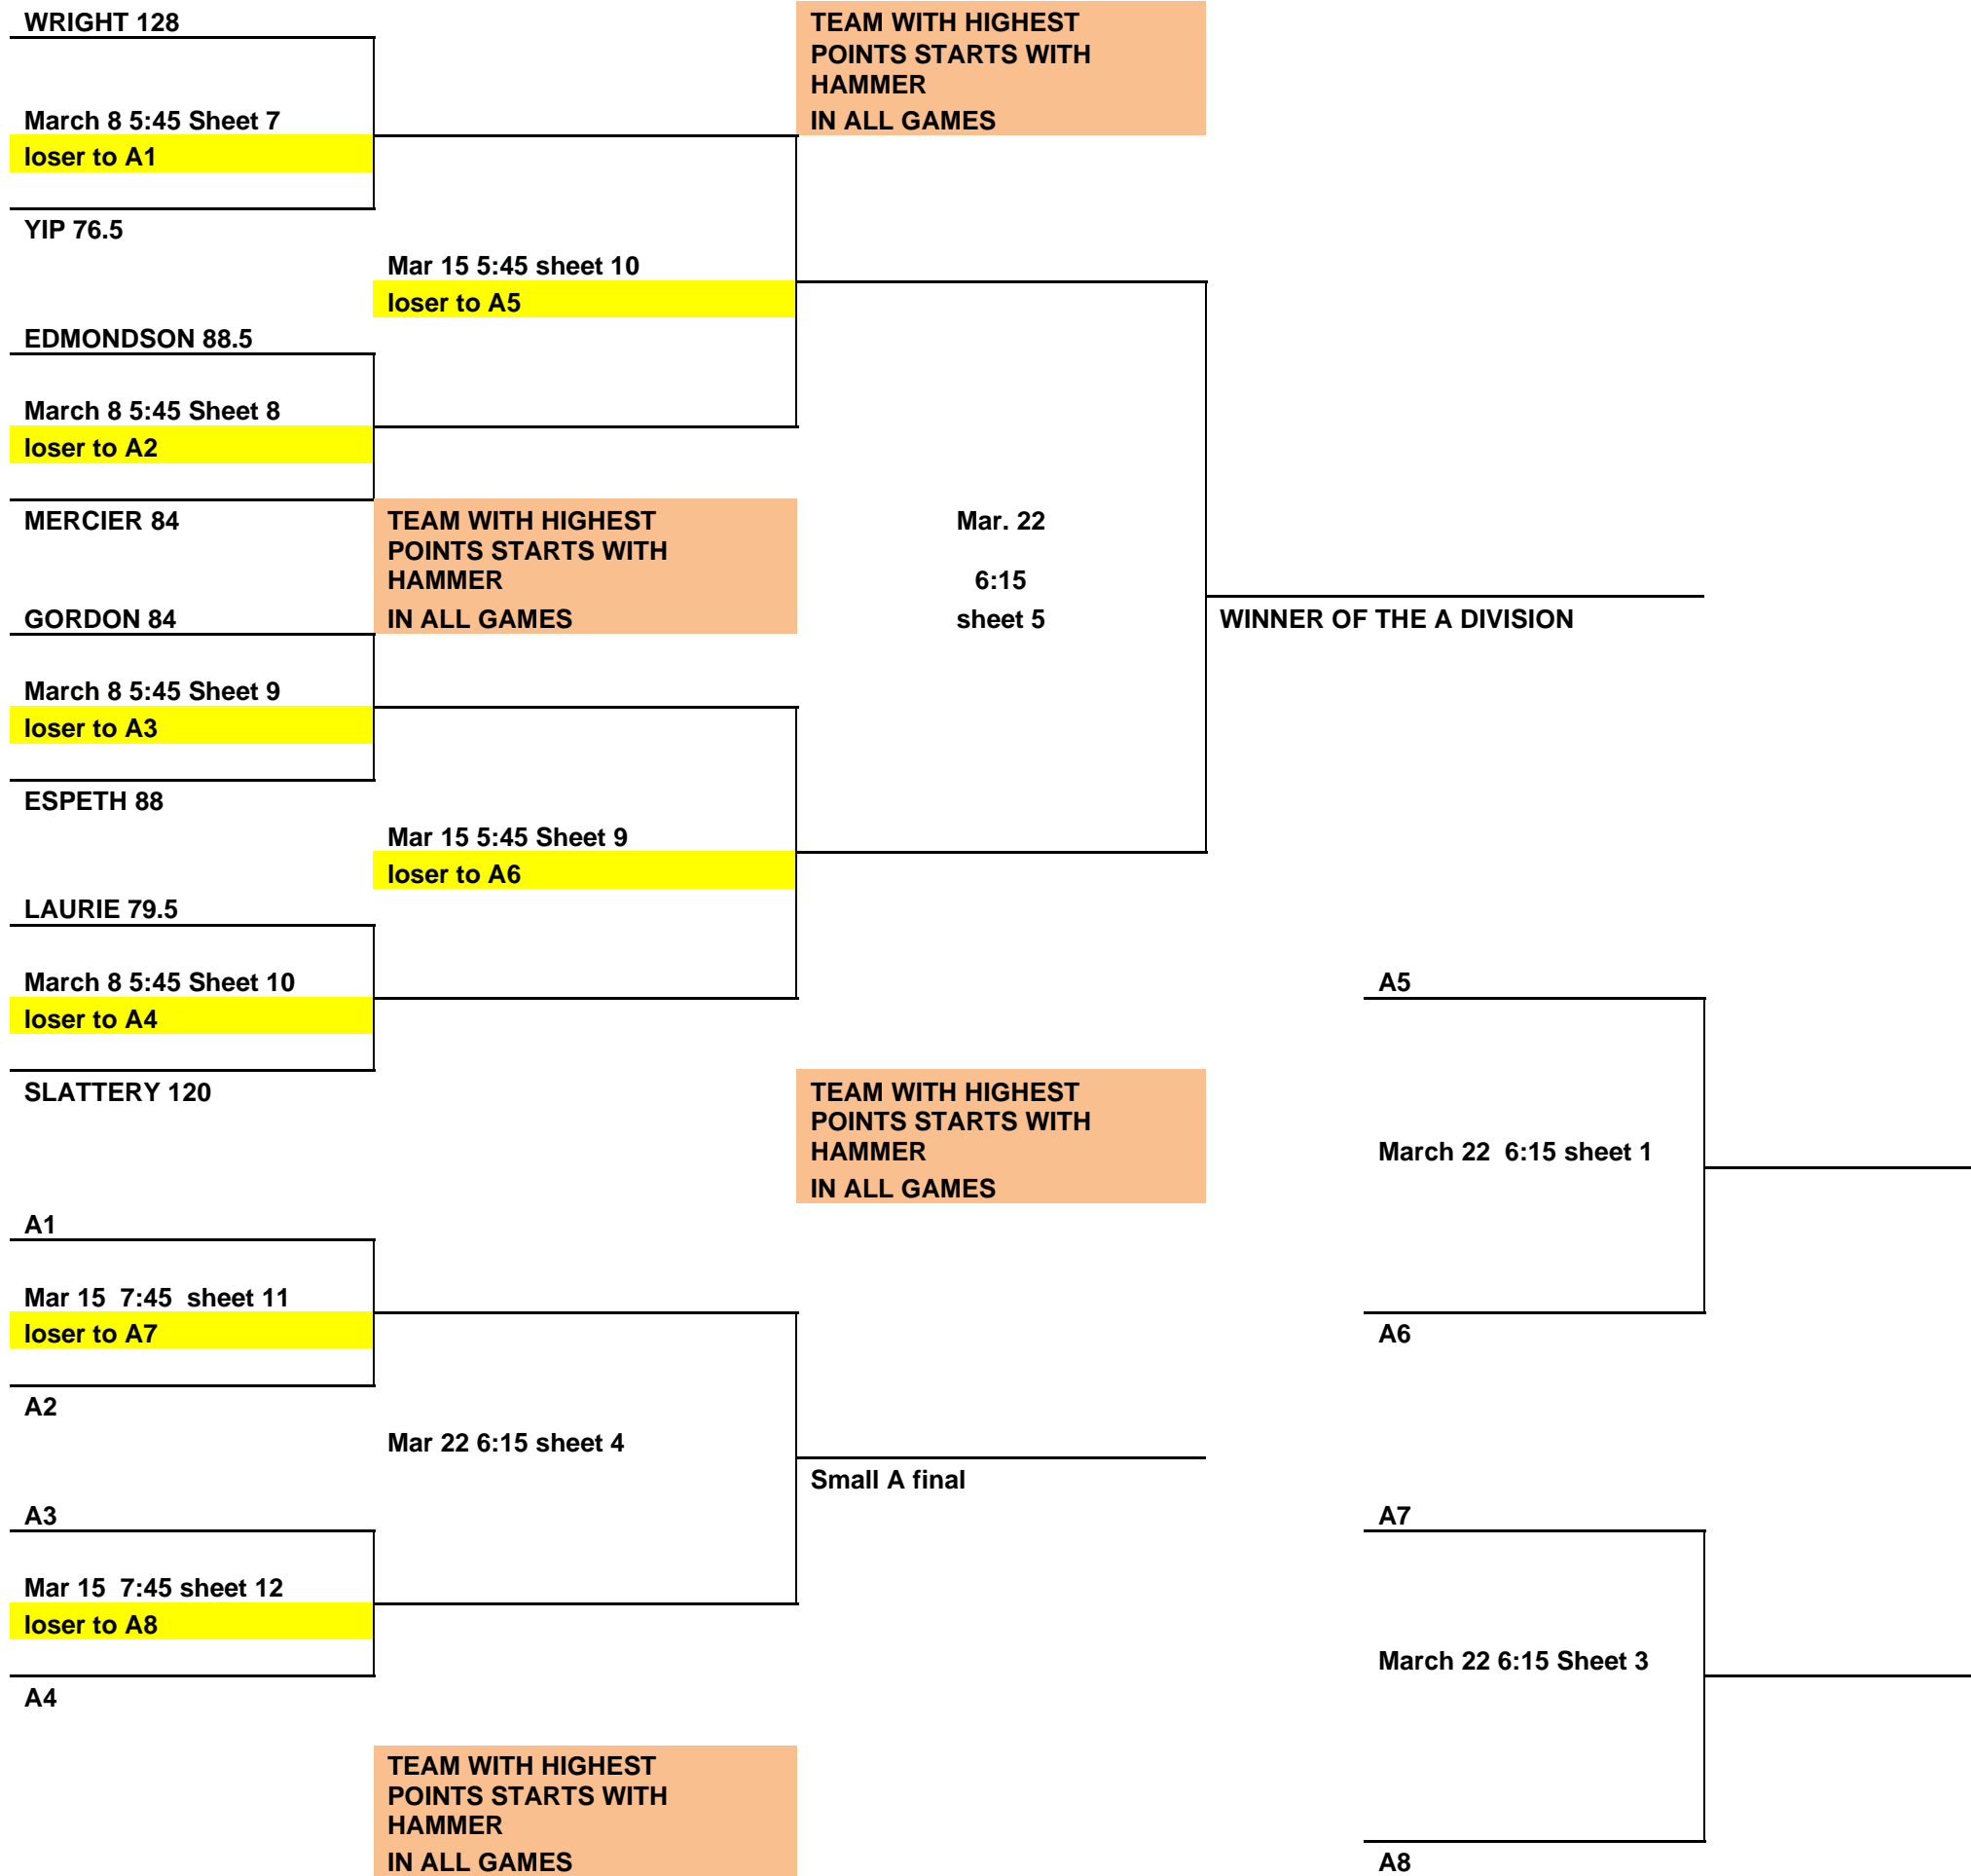 WRIGHT 128
TEAM WITH HIGHEST
POINTS STARTS WITH
HAMMER
IN ALL GAMES
March 8 5:45 Sheet 7
loser to A1
YIP 76.5
Mar 15 5:45 sheet 10
loser to A5
EDMONDSON 88.5
March 8 5:45 Sheet 8
loser to A2
MERCIER 84
TEAM WITH HIGHEST
POINTS STARTS WITH
HAMMER
IN ALL GAMES
Mar. 22
6:15
sheet 5
GORDON 84
WINNER OF THE A DIVISION
March 8 5:45 Sheet 9
loser to A3
ESPETH 88
Mar 15 5:45 Sheet 9
loser to A6
LAURIE 79.5
March 8 5:45 Sheet 10
loser to A4
SLATTERY 120
A5
TEAM WITH HIGHEST
POINTS STARTS WITH
HAMMER
IN ALL GAMES
March 22  6:15 sheet 1
A6
A1
Mar 15  7:45  sheet 11
loser to A7
A2
Mar 22 6:15 sheet 4
Small A final
A3
Mar 15  7:45 sheet 12
loser to A8
A4
A7
March 22 6:15 Sheet 3
A8
TEAM WITH HIGHEST
POINTS STARTS WITH
HAMMER
IN ALL GAMES